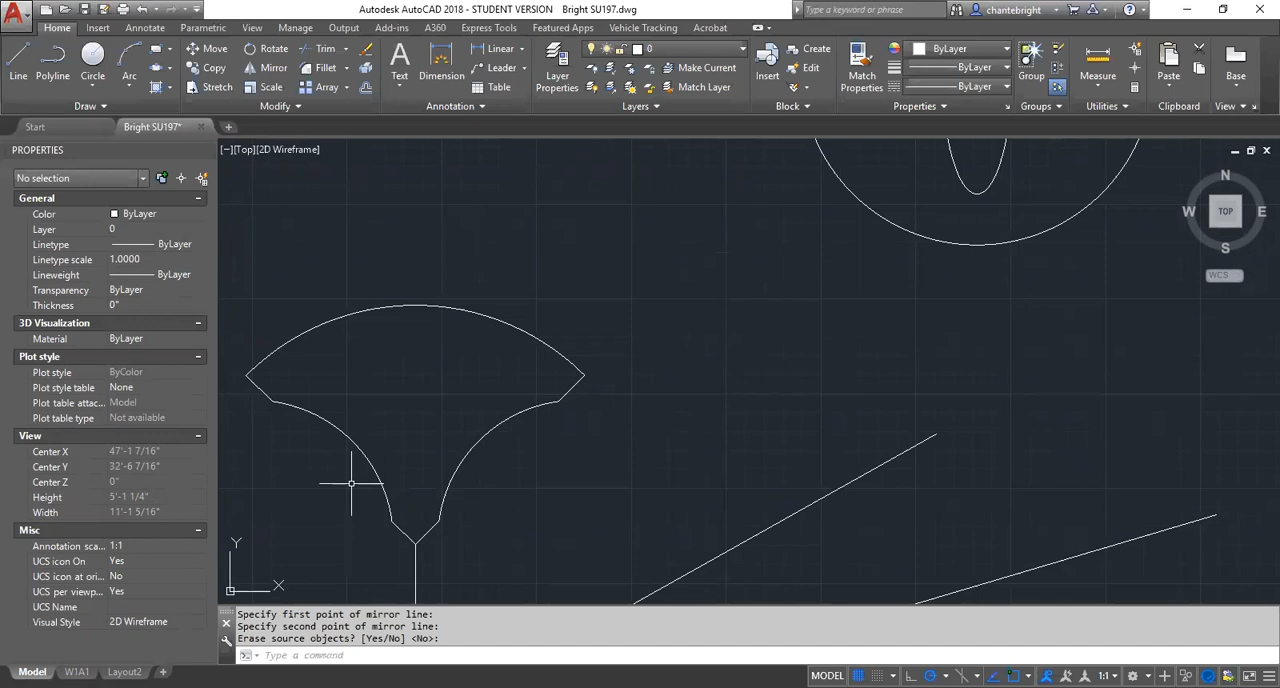 Autodesk AutoCAD 2018 - STUDENT VERSION Bright SU197.dwg
Type a keyword or phrase
chantebright
Home Insert Annotate Parametric View Manage Output Add-ins A360 Express Tools Featured Apps Vehicle Tracking Acrobat
Line Polyline Circle Arc
Move Rotate Trim
Copy Mirror Fillet
Stretch Scale Array
Text Dimension
Linear
Leader
Table
Layer Properties
0
Make Current
Match Layer
Insert
Create
Edit
Match Properties
ByLayer
ByLayer
ByLayer
Group
Measure
Paste
Base
Draw Modify Annotation Layers Block Properties Groups Utilities Clipboard View
Start Bright SU197*
PROPERTIES
[−][Top][2D Wireframe]
No selection
General
Color ByLayer
Layer 0
Linetype ByLayer
Linetype scale 1.0000
Lineweight ByLayer
Transparency ByLayer
Thickness 0"
3D Visualization
Material ByLayer
Plot style
Plot style ByColor
Plot style table None
Plot table attac... Model
Plot table type Not available
View
Center X 47'-1 7/16"
Center Y 32'-6 7/16"
Center Z 0"
Height 5'-1 1/4"
Width 11'-1 5/16"
Misc
Annotation sca... 1:1
UCS icon On Yes
UCS icon at ori... No
UCS per viewp... Yes
UCS Name
Visual Style 2D Wireframe
N
W TOP E
S
WCS
Y
X
Specify first point of mirror line:
Specify second point of mirror line:
Erase source objects? [Yes/No] <No>:
Type a command
Model W1A1 Layout2
MODEL 1:1